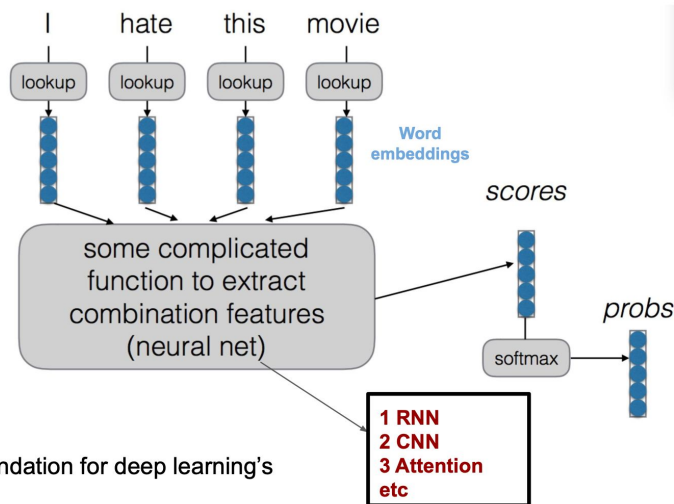 I hate this movie
lookup lookup lookup lookup
Word
embeddings
scores
some complicated
function to extract
combination features
(neural net)
probs
softmax
1 RNN
2 CNN
3 Attention
etc
ndation for deep learning's